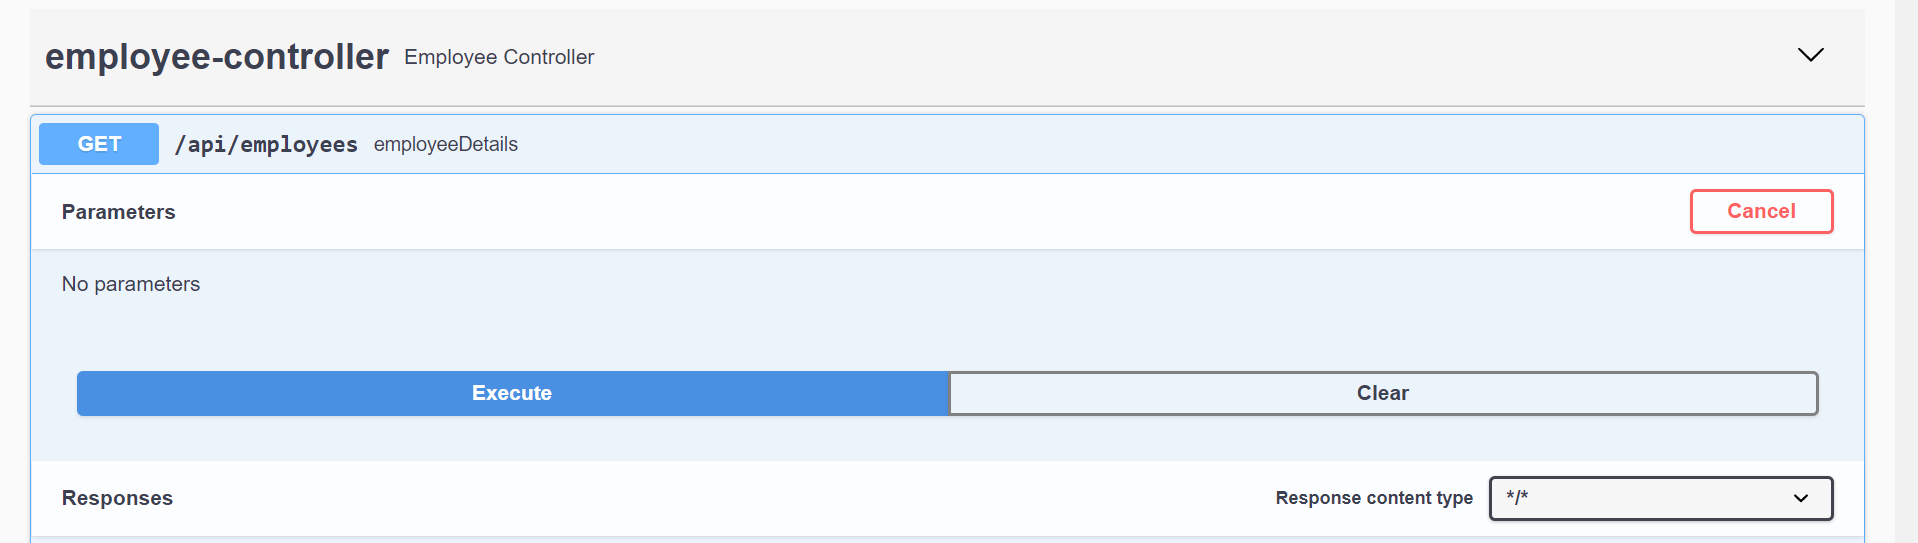 employee-controller Employee Controller
GET /api/employees employeeDetails
Parameters Cancel
No parameters
Execute Clear
Responses Response content type */*